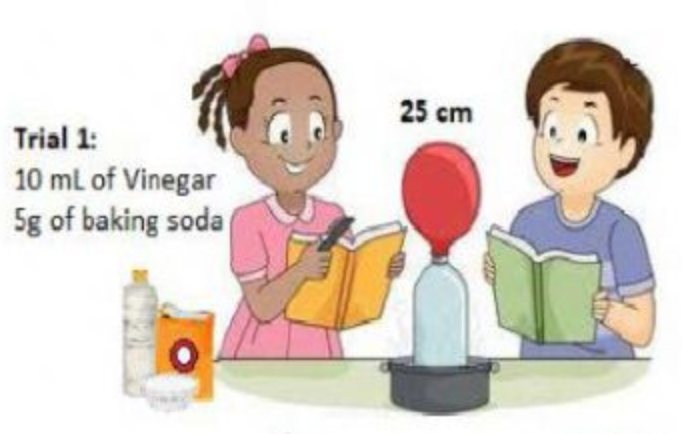 25 cm
Trial 1:
10 mL of Vinegar
5g of baking soda